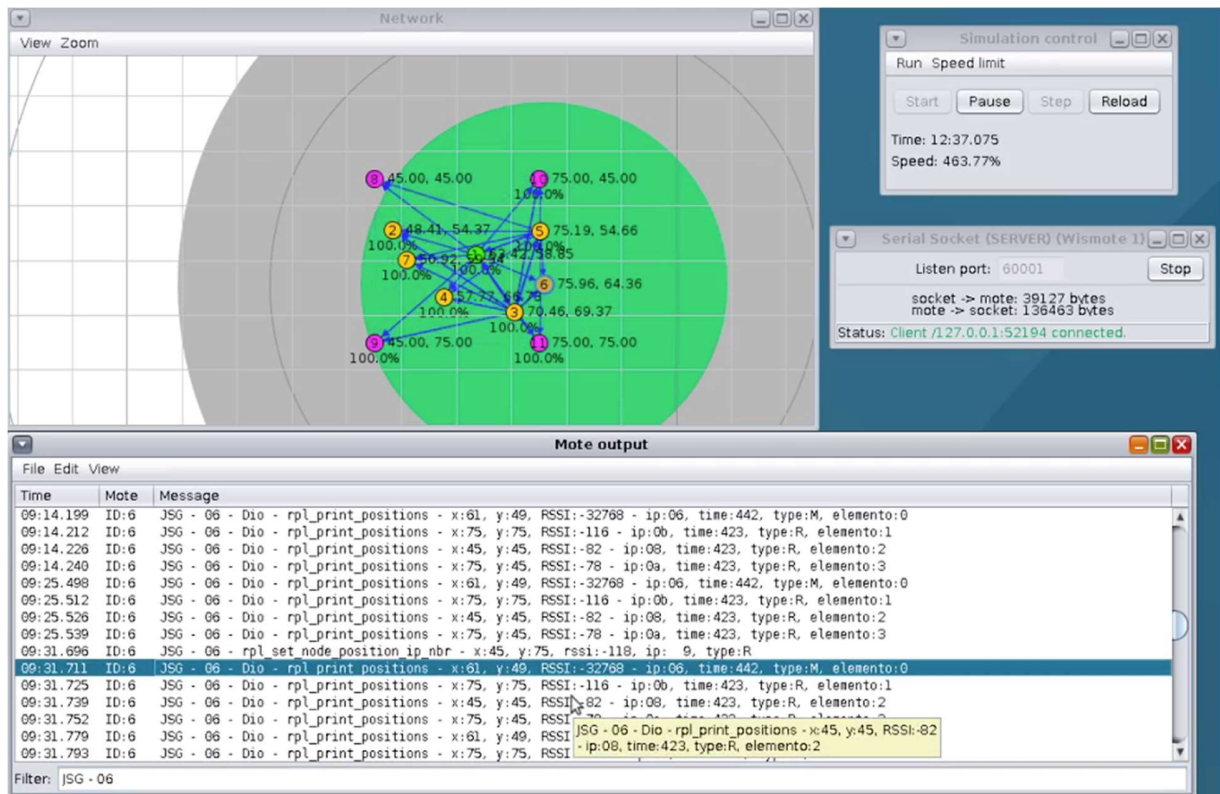 Network
View Zoom
8 45.00, 45.00
10 75.00, 45.00
100.0%
2 48.41, 54.37
5 75.19, 54.66
100.0%
7
100.0%
100.0%
6 75.96, 64.36
4
100.0%
3 70.46, 69.37
100.0%
9 45.00, 75.00
11 75.00, 75.00
100.0%
100.0%
Simulation control
Run Speed limit
Start Pause Step Reload
Time: 12:37.075
Speed: 463.77%
Serial Socket (SERVER) (Wismote 1)
Listen port: 60001 Stop
socket -> mote: 39127 bytes
mote -> socket: 136463 bytes
Status: Client /127.0.0.1:52194 connected.
Mote output
File Edit View
Time Mote Message
09:14.199 ID:6 JSG - 06 - Dio - rpl_print_positions - x:61, y:49, RSSI:-32768 - ip:06, time:442, type:M, elemento:0
09:14.212 ID:6 JSG - 06 - Dio - rpl_print_positions - x:75, y:75, RSSI:-116 - ip:0b, time:423, type:R, elemento:1
09:14.226 ID:6 JSG - 06 - Dio - rpl_print_positions - x:45, y:45, RSSI:-82 - ip:08, time:423, type:R, elemento:2
09:14.240 ID:6 JSG - 06 - Dio - rpl_print_positions - x:75, y:45, RSSI:-78 - ip:0a, time:423, type:R, elemento:3
09:25.498 ID:6 JSG - 06 - Dio - rpl_print_positions - x:61, y:49, RSSI:-32768 - ip:06, time:442, type:M, elemento:0
09:25.512 ID:6 JSG - 06 - Dio - rpl_print_positions - x:75, y:75, RSSI:-116 - ip:0b, time:423, type:R, elemento:1
09:25.526 ID:6 JSG - 06 - Dio - rpl_print_positions - x:45, y:45, RSSI:-82 - ip:08, time:423, type:R, elemento:2
09:25.539 ID:6 JSG - 06 - Dio - rpl_print_positions - x:75, y:45, RSSI:-78 - ip:0a, time:423, type:R, elemento:3
09:31.696 ID:6 JSG - 06 - rpl_set_node_position_ip_nbr - x:45, y:75, rssi:-118, ip: 9, type:R
09:31.711 ID:6 JSG - 06 - Dio - rpl_print_positions - x:61, y:49, RSSI:-32768 - ip:06, time:442, type:M, elemento:0
09:31.725 ID:6 JSG - 06 - Dio - rpl_print_positions - x:75, y:75, RSSI:-116 - ip:0b, time:423, type:R, elemento:1
09:31.739 ID:6 JSG - 06 - Dio - rpl_print_positions - x:45, y:45, RSSI:-82 - ip:08, time:423, type:R, elemento:2
09:31.752 ID:6 JSG - 06 - Dio - rpl_print_positions - x:75, y:45, RSSI
09:31.779 ID:6 JSG - 06 - Dio - rpl_print_positions - x:61, y:49, RSSI
09:31.793 ID:6 JSG - 06 - Dio - rpl_print_positions - x:75, y:75, RSSI
JSG - 06 - Dio - rpl_print_positions - x:45, y:45, RSSI:-82
- ip:08, time:423, type:R, elemento:2
Filter: JSG - 06